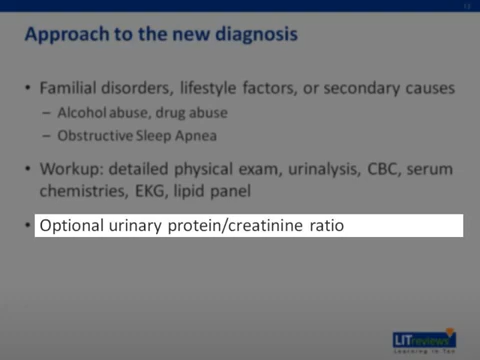 13
Approach to the new diagnosis
• Familial disorders, lifestyle factors, or secondary causes
– Alcohol abuse, drug abuse
– Obstructive Sleep Apnea
• Workup: detailed physical exam, urinalysis, CBC, serum
chemistries, EKG, lipid panel
• Optional urinary protein/creatinine ratio
LITreviews
Learning in Ten